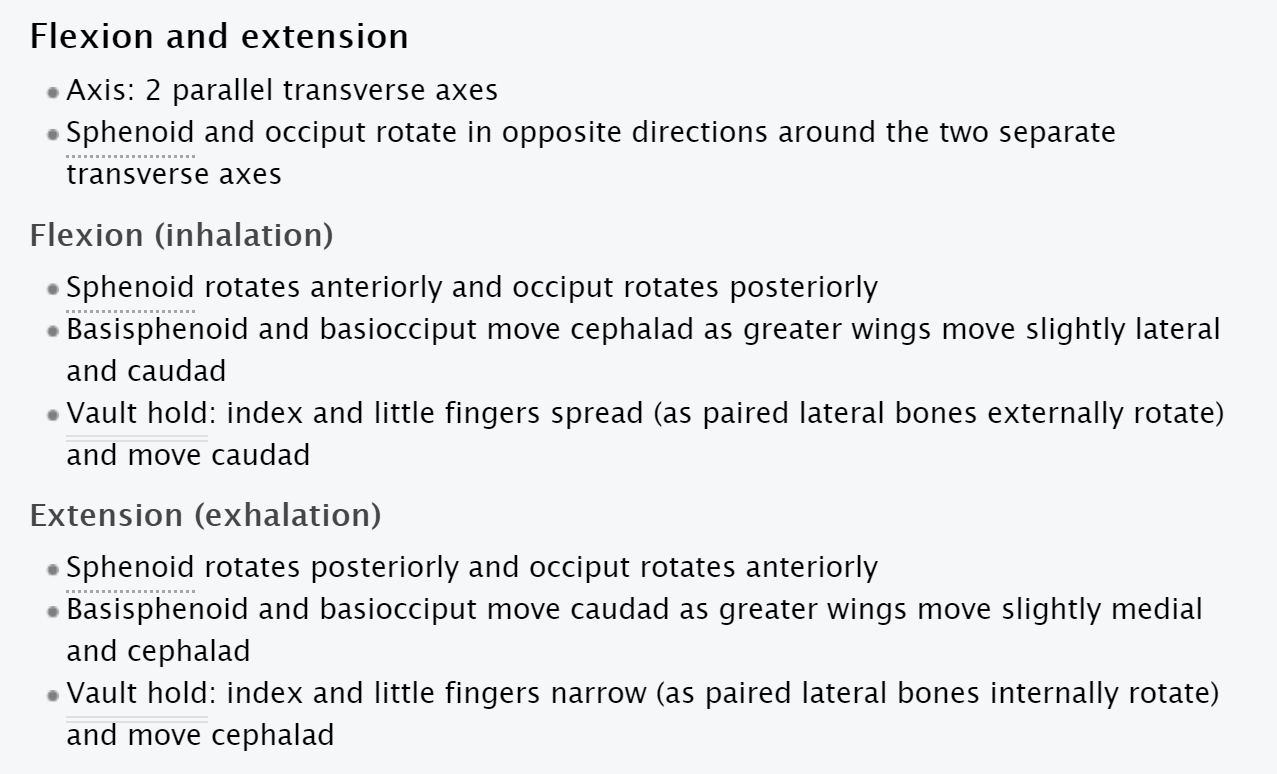 Flexion and extension
Axis: 2 parallel transverse axes
Sphenoid and occiput rotate in opposite directions around the two separate
transverse axes
Flexion (inhalation)
Sphenoid rotates anteriorly and occiput rotates posteriorly
Basisphenoid and basiocciput move cephalad as greater wings move slightly lateral
and caudad
Vault hold: index and little fingers spread (as paired lateral bones externally rotate)
and move caudad
Extension (exhalation)
Sphenoid rotates posteriorly and occiput rotates anteriorly
Basisphenoid and basiocciput move caudad as greater wings move slightly medial
and cephalad
Vault hold: index and little fingers narrow (as paired lateral bones internally rotate)
and move cephalad